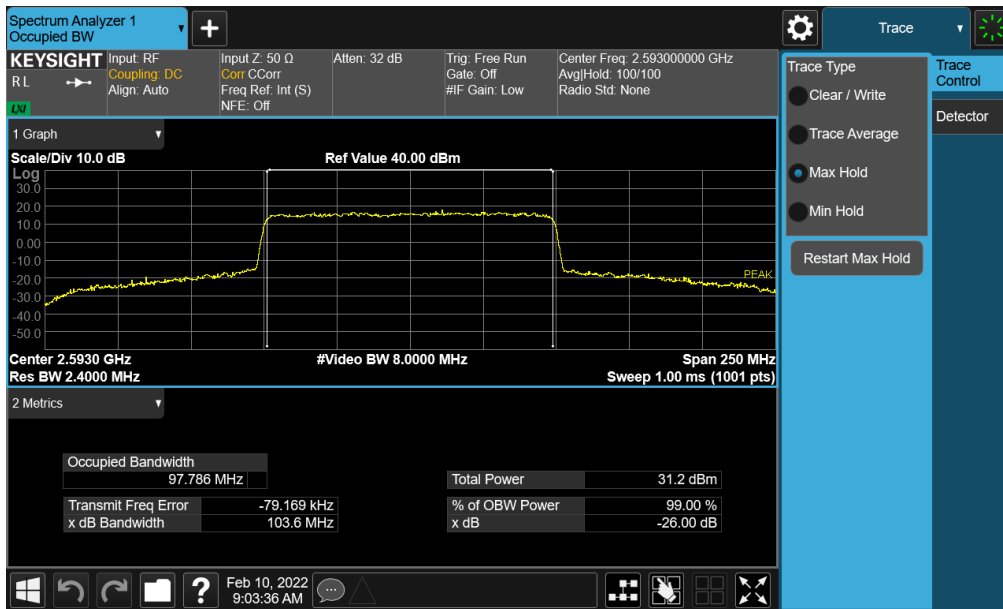 Spectrum Analyzer 1
Occupied BW
Trace
KEYSIGHT
R L
LXI
Input: RF
Coupling: DC
Align: Auto
Input Z: 50 Ω
Corr CCorr
Freq Ref: Int (S)
NFE: Off
Atten: 32 dB
Trig: Free Run
Gate: Off
#IF Gain: Low
Center Freq: 2.593000000 GHz
Avg|Hold: 100/100
Radio Std: None
Trace Type
Clear / Write
Trace Average
Max Hold
Min Hold
Restart Max Hold
Trace
Control
Detector
1 Graph
Scale/Div 10.0 dB
Ref Value 40.00 dBm
Log
30.0
20.0
10.0
0.00
-10.0
-20.0
-30.0
-40.0
-50.0
PEAK
Center 2.5930 GHz
#Video BW 8.0000 MHz
Span 250 MHz
Res BW 2.4000 MHz
Sweep 1.00 ms (1001 pts)
2 Metrics
Occupied Bandwidth
97.786 MHz
Total Power 31.2 dBm
Transmit Freq Error -79.169 kHz
% of OBW Power 99.00 %
x dB Bandwidth 103.6 MHz
x dB -26.00 dB
?
Feb 10, 2022
9:03:36 AM